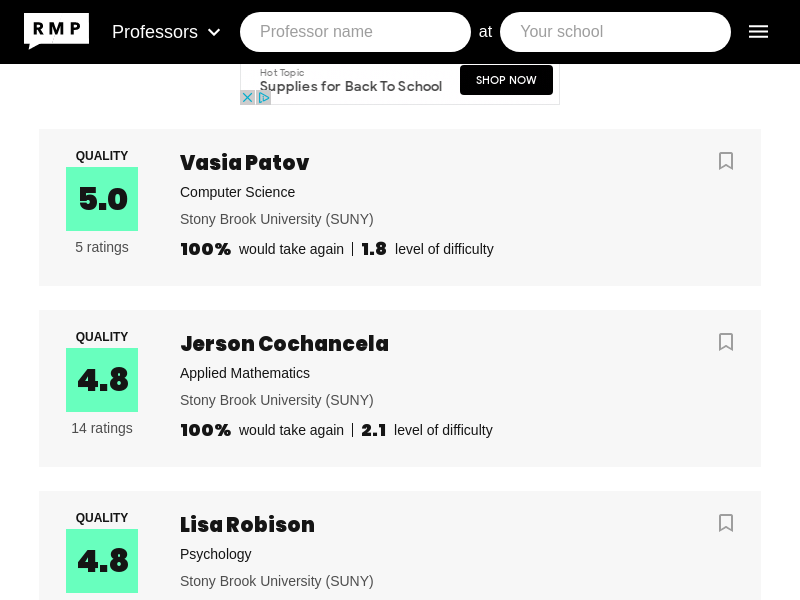 RMP Professors Professor name at Your school
Hot Topic
Supplies for Back To School SHOP NOW
QUALITY
5.0
5 ratings
Vasia Patov
Computer Science
Stony Brook University (SUNY)
100% would take again 1.8 level of difficulty
QUALITY
4.8
14 ratings
Jerson Cochancela
Applied Mathematics
Stony Brook University (SUNY)
100% would take again 2.1 level of difficulty
QUALITY
4.8
Lisa Robison
Psychology
Stony Brook University (SUNY)